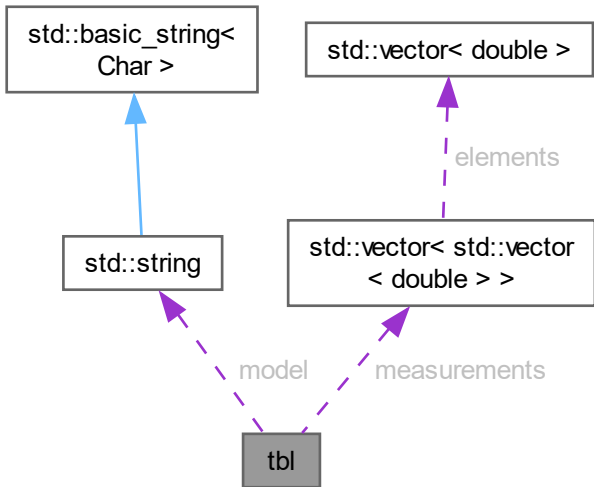 std::basic_string<
Char >
std::vector< double >
elements
std::string
std::vector< std::vector
< double > >
model
measurements
tbl